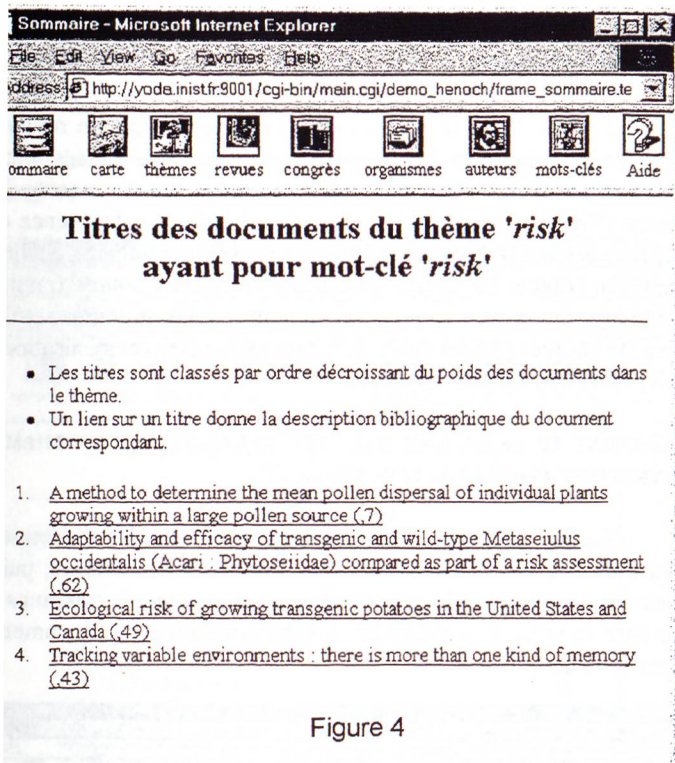 Sommaire - Microsoft Internet Explorer
File Edit View Go Favorites Help
ddress http://yoda.inist.fr:9001/cgi-bin/main.cgi/demo_henoch/frame_sommaire.te
ommaire carte thèmes revues congrès organismes auteurs mots-clés Aide
Titres des documents du thème 'risk'
ayant pour mot-clé 'risk'
• Les titres sont classés par ordre décroissant du poids des documents dans
le thème.
• Un lien sur un titre donne la description bibliographique du document
correspondant.
1. A method to determine the mean pollen dispersal of individual plants
growing within a large pollen source (,7)
2. Adaptability and efficacy of transgenic and wild-type Metaseiulus
occidentalis (Acari : Phytoseiidae) compared as part of a risk assessment
(,62)
3. Ecological risk of growing transgenic potatoes in the United States and
Canada (,49)
4. Tracking variable environments : there is more than one kind of memory
(,43)
Figure 4